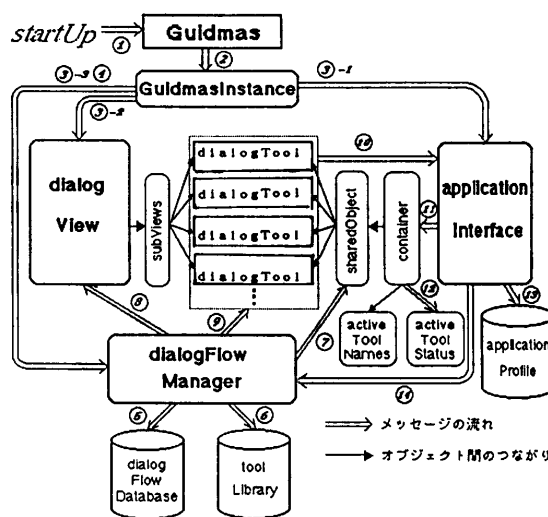 startUp
①
Guidmas
②
③-3 ④
③-1
GuidmasInstance
③-2
dialog
View
subViews
dialogTool
dialogTool
dialogTool
dialogTool
⑩
sharedObject
container
⑪
application
Interface
⑫
⑬
active
Tool
Names
active
Tool
Status
application
Profile
⑧
⑨
⑦
dialogFlow
Manager
⑭
⑤
⑥
dialog
Flow
Database
tool
Library
メッセージの流れ
オブジェクト間のつながり